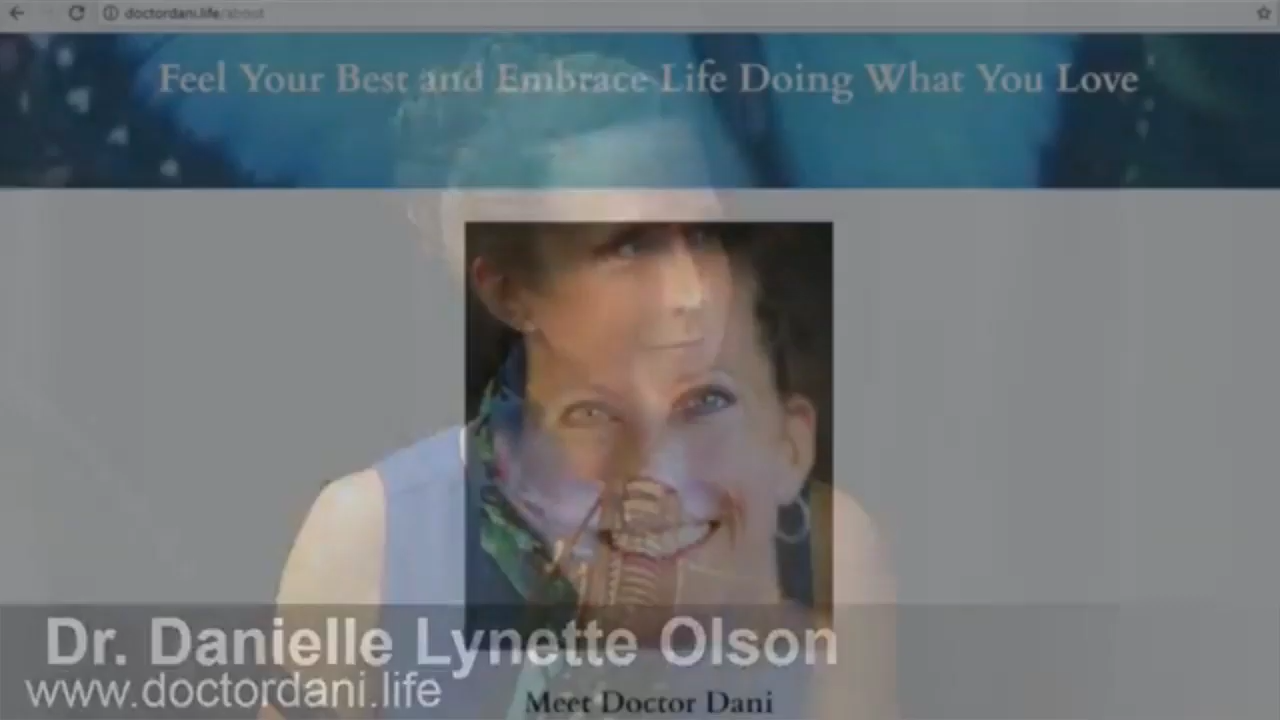 doctordani.life/about
Feel Your Best and Embrace Life Doing What You Love
Dr. Danielle Lynette Olson
www.doctordani.life
Meet Doctor Dani